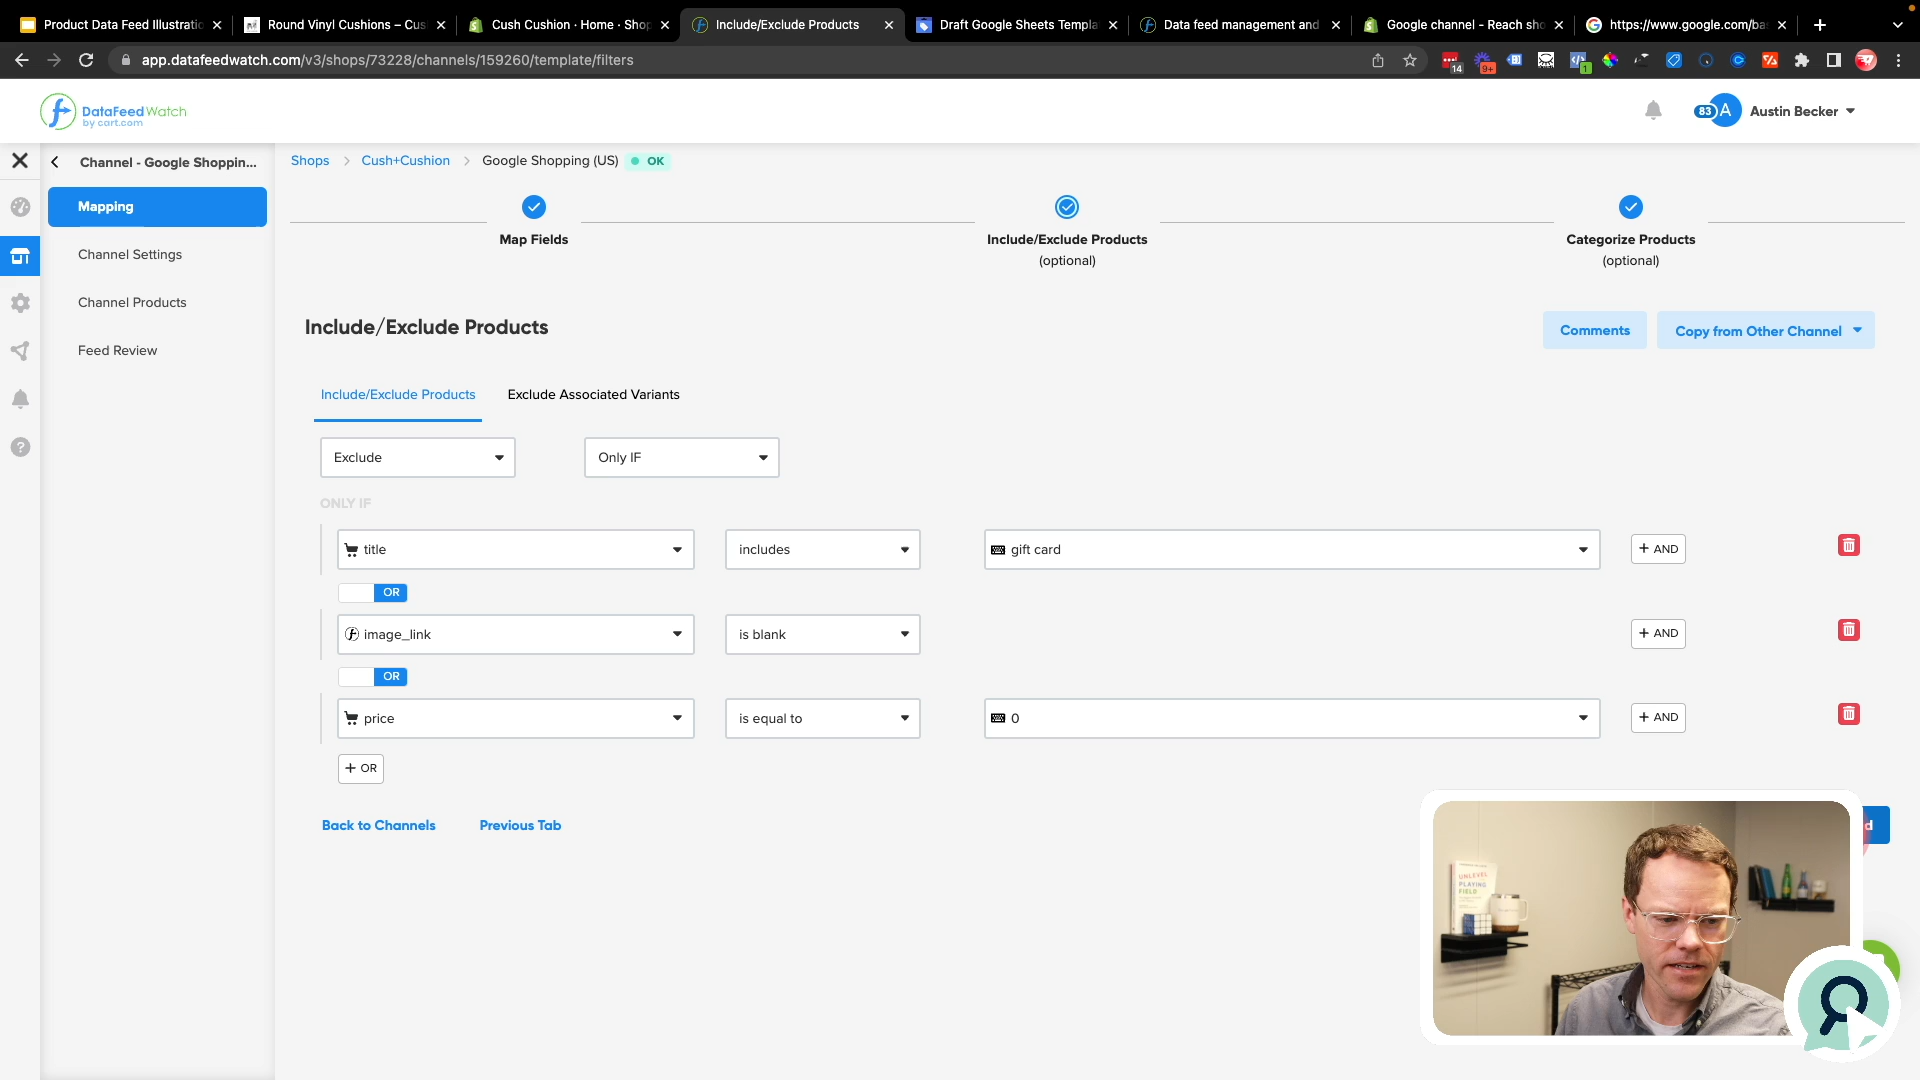 Product Data Feed Illustratio
Round Vinyl Cushions – Cus
Cush Cushion · Home · Shop
Include/Exclude Products
Draft Google Sheets Templa
Data feed management and
Google channel - Reach sho
https://www.google.com/ba
app.datafeedwatch.com/v3/shops/73228/channels/159260/template/filters
14
9+
1
DataFeedWatch
by cart.com
83
A
Austin Becker
Channel - Google Shoppin...
Shops
Cush+Cushion
Google Shopping (US)
OK
Mapping
Channel Settings
Channel Products
Feed Review
Map Fields
Include/Exclude Products
(optional)
Categorize Products
(optional)
Include/Exclude Products
Comments
Copy from Other Channel
Include/Exclude Products
Exclude Associated Variants
Exclude
Only IF
ONLY IF
title
includes
gift card
+ AND
OR
image_link
is blank
+ AND
OR
price
is equal to
0
+ AND
+ OR
Back to Channels
Previous Tab
d
UNLEVEL
PLAYING
FIELD